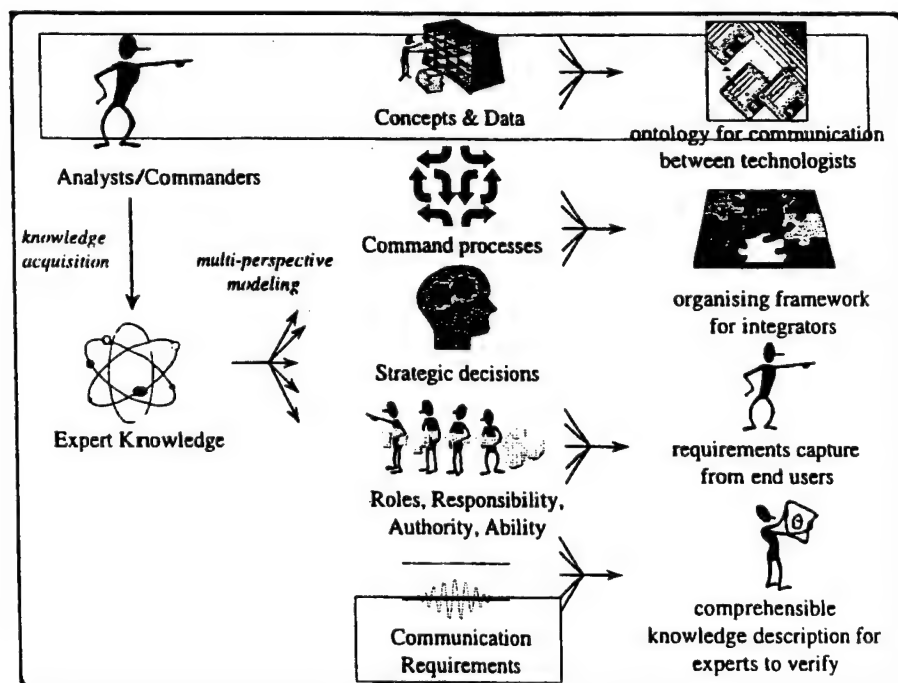 Analysts/Commanders
knowledge
acquisition
multi-perspective
modeling
Expert Knowledge
Concepts & Data
Command processes
Strategic decisions
Roles, Responsibility,
Authority, Ability
Communication
Requirements
ontology for communication
between technologists
organising framework
for integrators
requirements capture
from end users
comprehensible
knowledge description for
experts to verify